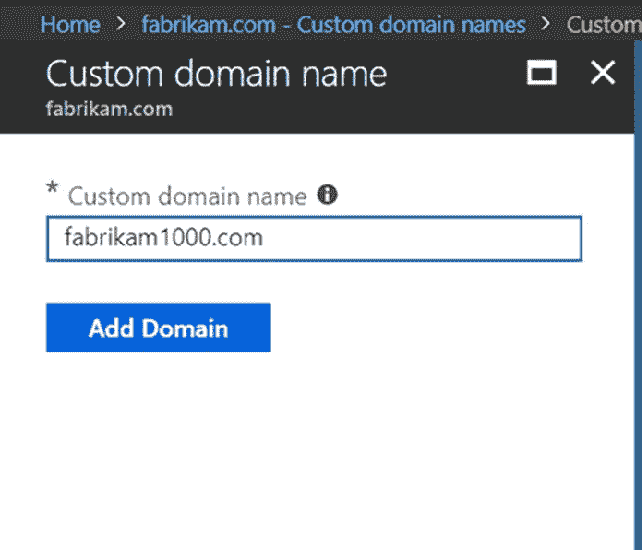 Home > fabrikam.com - Custom domain names > Custom
Custom domain name
fabrikam.com
* Custom domain name
fabrikam1000.com
Add Domain